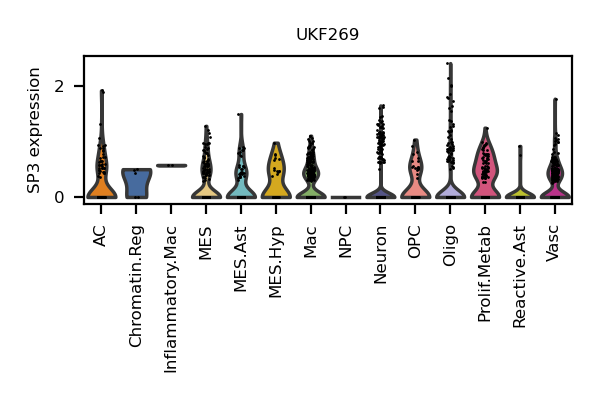 UKF269
SP3 expression
2
0
AC
Chromatin.Reg
Inflammatory.Mac
MES
MES.Ast
MES.Hyp
Mac
NPC
Neuron
OPC
Oligo
Prolif.Metab
Reactive.Ast
Vasc